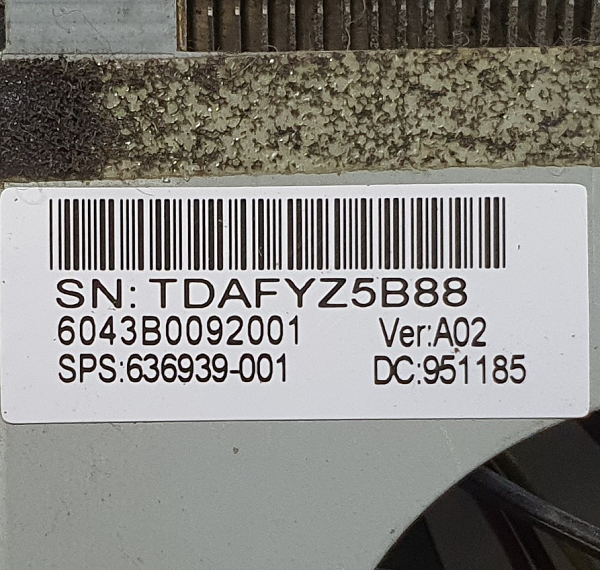 SN: TDAFYZ5B88
6043B0092001 Ver:A02
SPS:636939-001 DC:951185